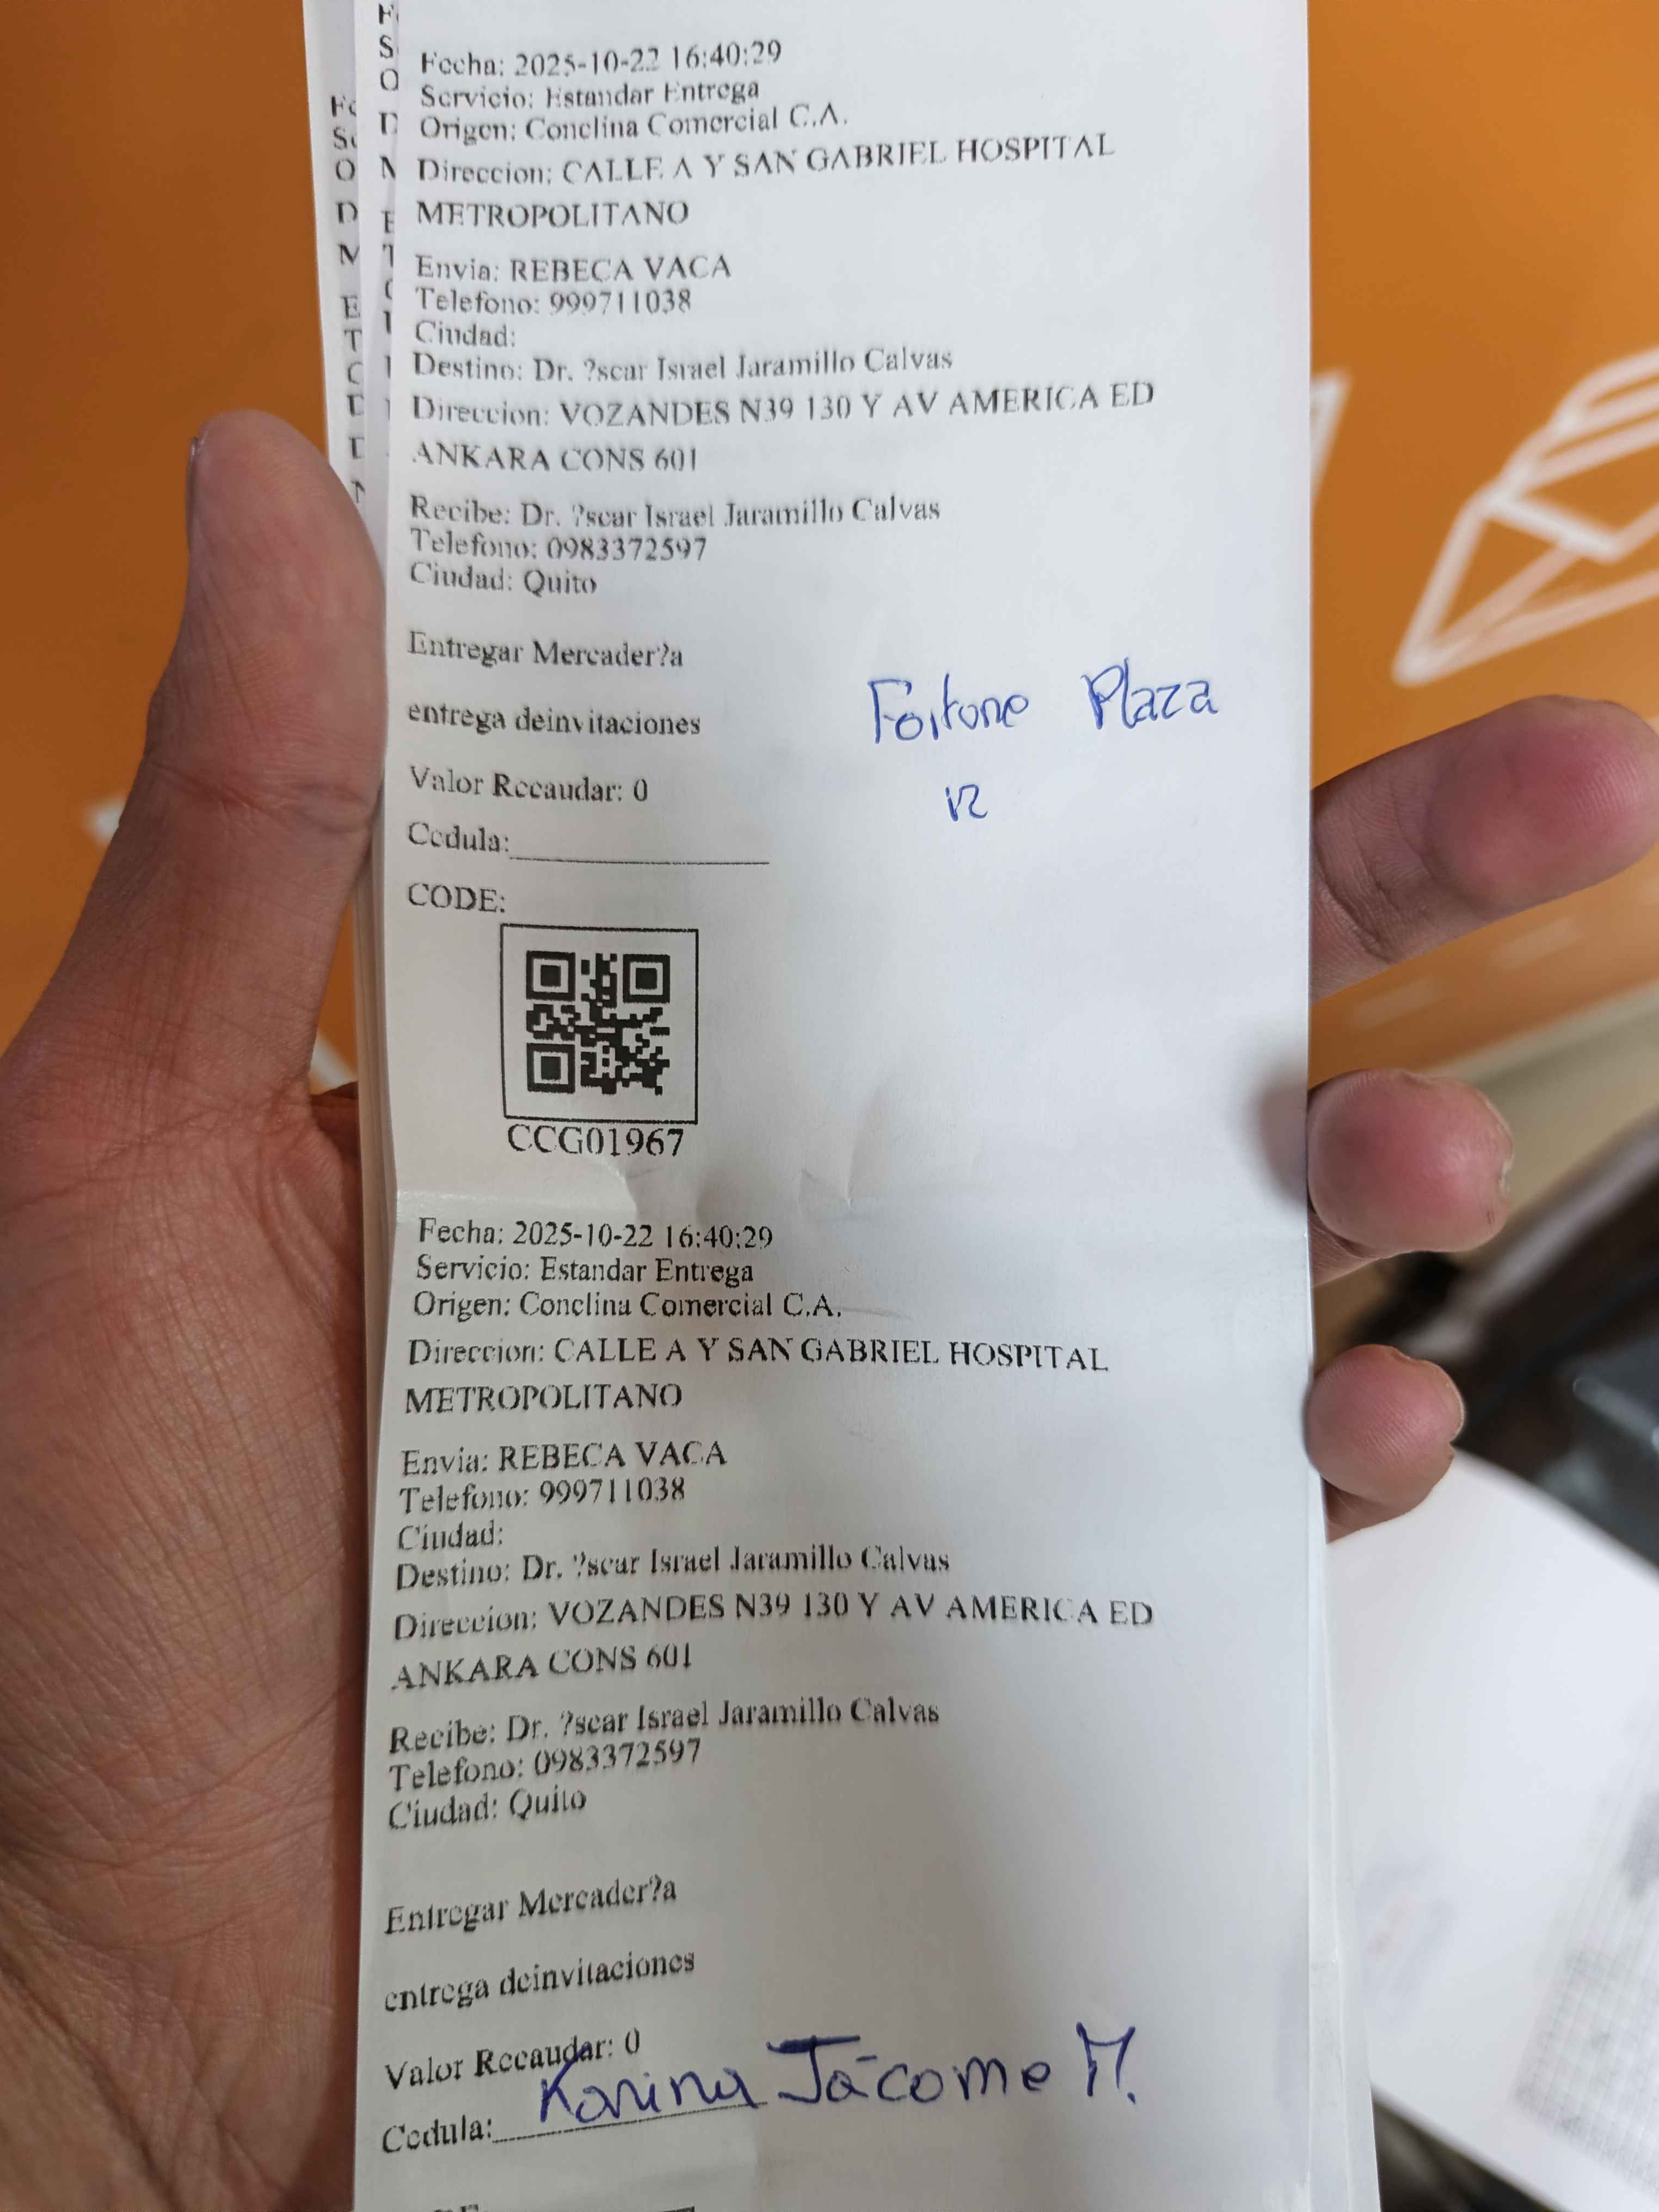 Fecha: 2025-10-22 16:40:29
Servicio: Estandar Entrega
Origen: Conclina Comercial C.A.
Direccion: CALLE A Y SAN GABRIEL HOSPITAL
METROPOLITANO
Envia: REBECA VACA
Telefono: 999711038
Ciudad:
Destino: Dr. ?scar Israel Jaramillo Calvas
Direccion: VOZANDES N39 130 Y AV AMERICA ED
ANKARA CONS 601
Recibe: Dr. ?scar Israel Jaramillo Calvas
Telefono: 0983372597
Ciudad: Quito
Entregar Mercader?a
entrega deinvitaciones
Fortune Plaza
Valor Recaudar: 0
Cedula:
CODE:
CCG01967
Fecha: 2025-10-22 16:40:29
Servicio: Estandar Entrega
Origen: Conclina Comercial C.A.
Direccion: CALLE A Y SAN GABRIEL HOSPITAL
METROPOLITANO
Envia: REBECA VACA
Telefono: 999711038
Ciudad:
Destino: Dr. ?scar Israel Jaramillo Calvas
Direccion: VOZANDES N39 130 Y AV AMERICA ED
ANKARA CONS 601
Recibe: Dr. ?scar Israel Jaramillo Calvas
Telefono: 0983372597
Ciudad: Quito
Entregar Mercader?a
entrega deinvitaciones
Valor Recaudar: 0
Cedula: Karina Jácome M.